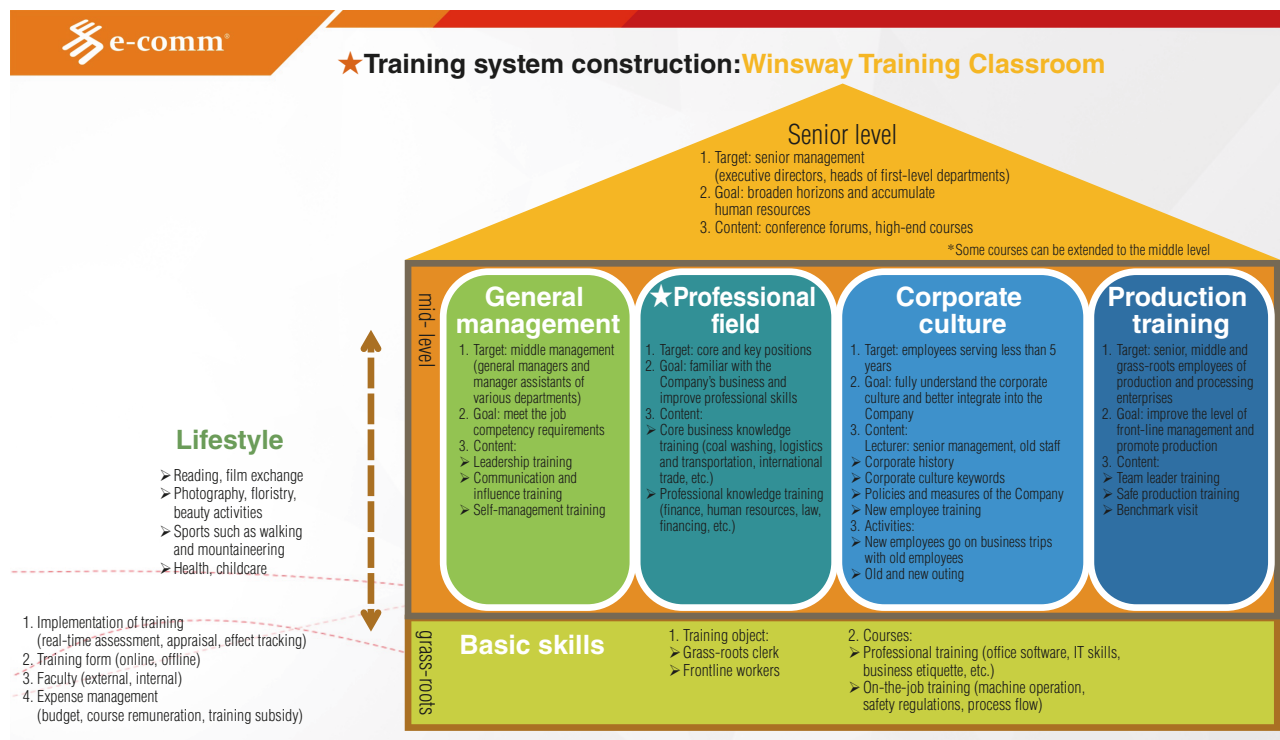 e-comm®
★Training system construction:Winsway Training Classroom
Senior level
1. Target: senior management
(executive directors, heads of first-level departments)
2. Goal: broaden horizons and accumulate
human resources
3. Content: conference forums, high-end courses
*Some courses can be extended to the middle level
mid- level
General
management
1. Target: middle management
(general managers and
manager assistants of
various departments)
2. Goal: meet the job
competency requirements
3. Content:
➢ Leadership training
➢ Communication and
influence training
➢ Self-management training
★Professional
field
1. Target: core and key positions
2. Goal: familiar with the
Company's business and
improve professional skills
3. Content:
➢ Core business knowledge
training (coal washing, logistics
and transportation, international
trade, etc.)
➢ Professional knowledge training
(finance, human resources, law,
financing, etc.)
Corporate
culture
1. Target: employees serving less than 5
years
2. Goal: fully understand the corporate
culture and better integrate into the
Company
3. Content:
Lecturer: senior management, old staff
➢ Corporate history
➢ Corporate culture keywords
➢ Policies and measures of the Company
➢ New employee training
3. Activities:
➢ New employees go on business trips
with old employees
➢ Old and new outing
Production
training
1. Target: senior, middle and
grass-roots employees of
production and processing
enterprises
2. Goal: improve the level of
front-line management and
promote production
3. Content:
➢ Team leader training
➢ Safe production training
➢ Benchmark visit
Lifestyle
➢ Reading, film exchange
➢ Photography, floristry,
beauty activities
➢ Sports such as walking
and mountaineering
➢ Health, childcare
1. Implementation of training
(real-time assessment, appraisal, effect tracking)
2. Training form (online, offline)
3. Faculty (external, internal)
4. Expense management
(budget, course remuneration, training subsidy)
grass-roots
Basic skills
1. Training object:
➢ Grass-roots clerk
➢ Frontline workers
2. Courses:
➢ Professional training (office software, IT skills,
business etiquette, etc.)
➢ On-the-job training (machine operation,
safety regulations, process flow)